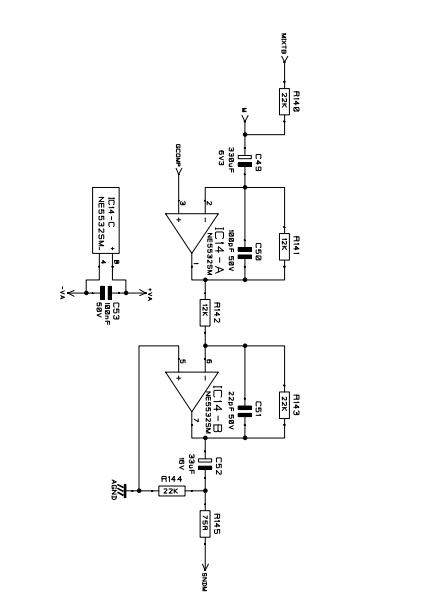 MIXTB
R140
22K
M
C49
330uF
6V3
GCOMP
R141
12K
C50
100pF 50V
2
3
1
IC14-A
NE5532SM
IC14-C
NE5532SM
4
8
C53
100nF
50V
+VA
-VA
R142
12K
R143
22K
C51
22pF 50V
6
5
7
IC14-B
NE5532SM
C52
33uF
16V
R144
22K
AGND
R145
75R
SNDM